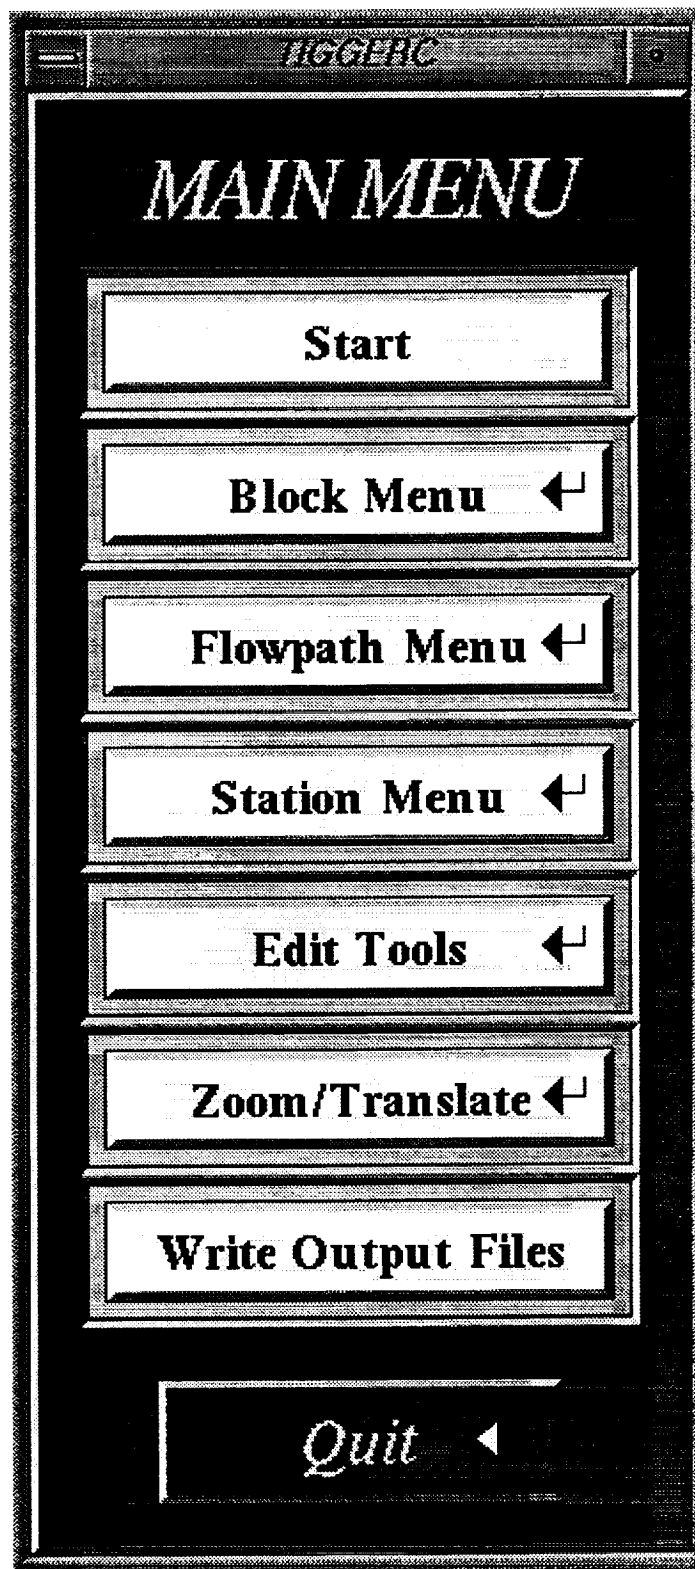 TIGGERC
MAIN MENU
Start
Block Menu
Flowpath Menu
Station Menu
Edit Tools
Zoom/Translate
Write Output Files
Quit